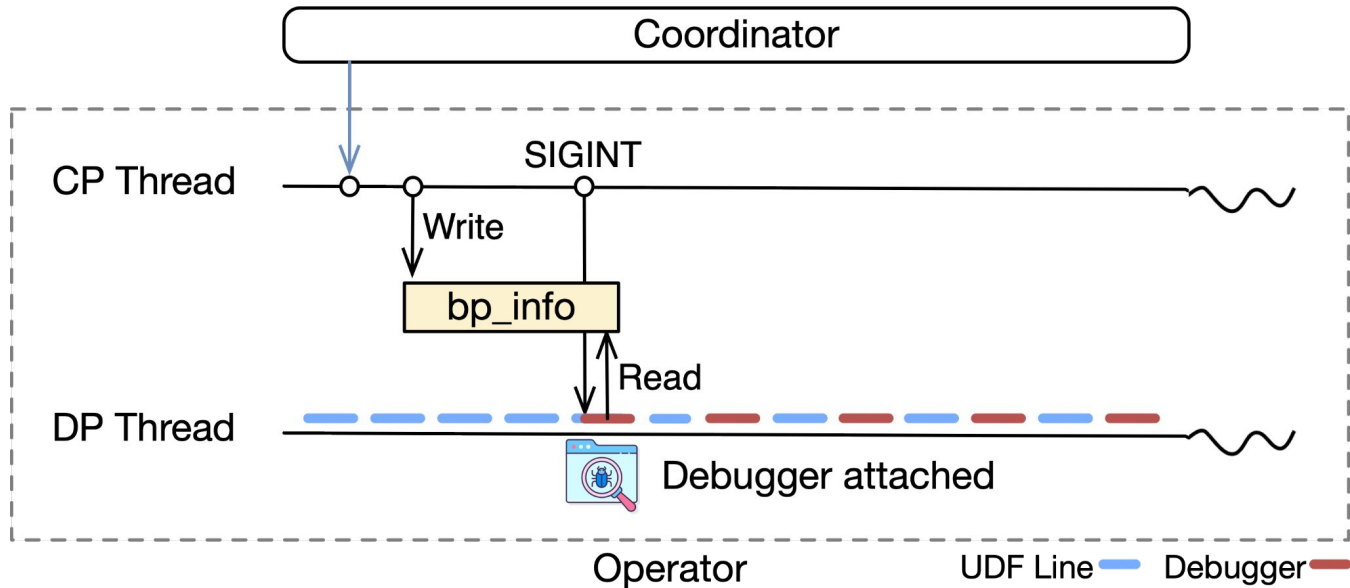 Coordinator
SIGINT
CP Thread
Write
bp_info
Read
DP Thread
Debugger attached
Operator
UDF Line
Debugger